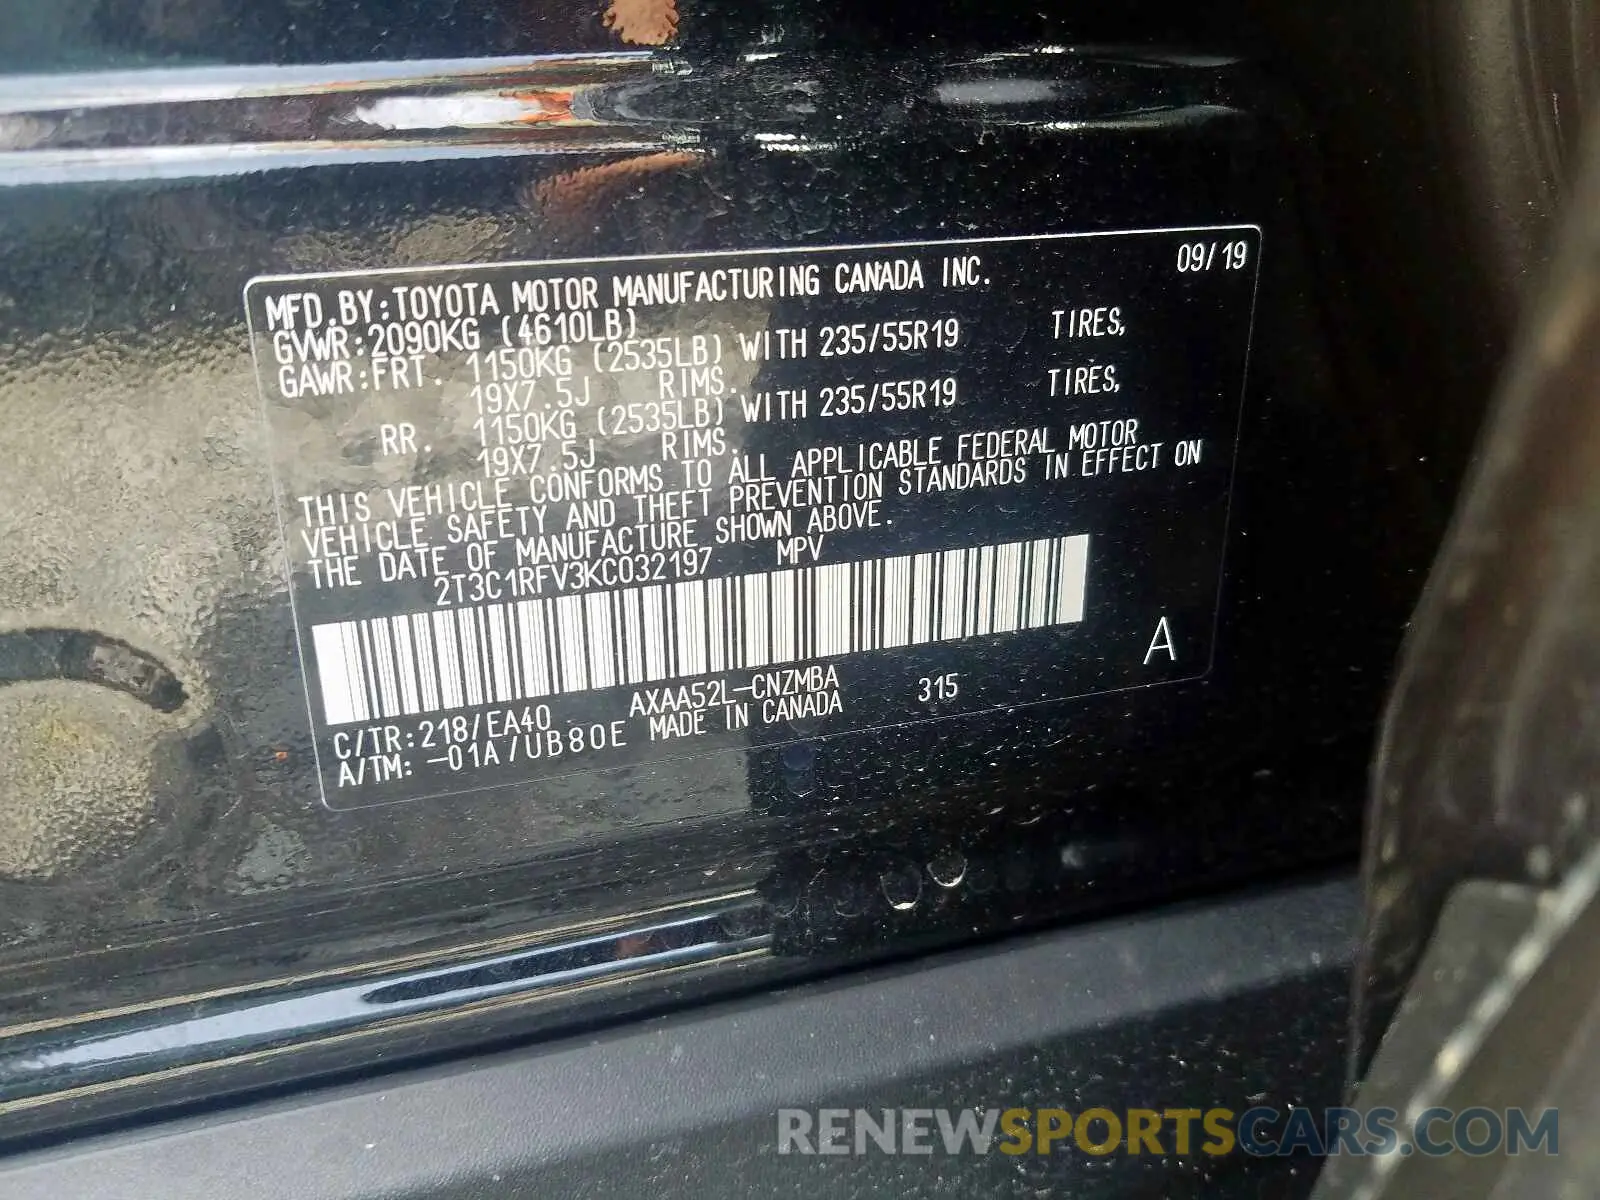 MFD.BY:TOYOTA MOTOR MANUFACTURING CANADA INC. 09/19
GVWR:2090KG (4610LB)
GAWR:FRT. 1150KG (2535LB) WITH 235/55R19 TIRES,
19X7.5J RIMS.
RR. 1150KG (2535LB) WITH 235/55R19 TIRES,
19X7.5J RIMS.
THIS VEHICLE CONFORMS TO ALL APPLICABLE FEDERAL MOTOR
VEHICLE SAFETY AND THEFT PREVENTION STANDARDS IN EFFECT ON
THE DATE OF MANUFACTURE SHOWN ABOVE.
2T3C1RFV3KC032197 MPV
A
C/TR:218/EA40 AXAA52L-CNZMBA 315
A/TM: -01A/UB80E MADE IN CANADA
RENEWSPORTSCARS.COM